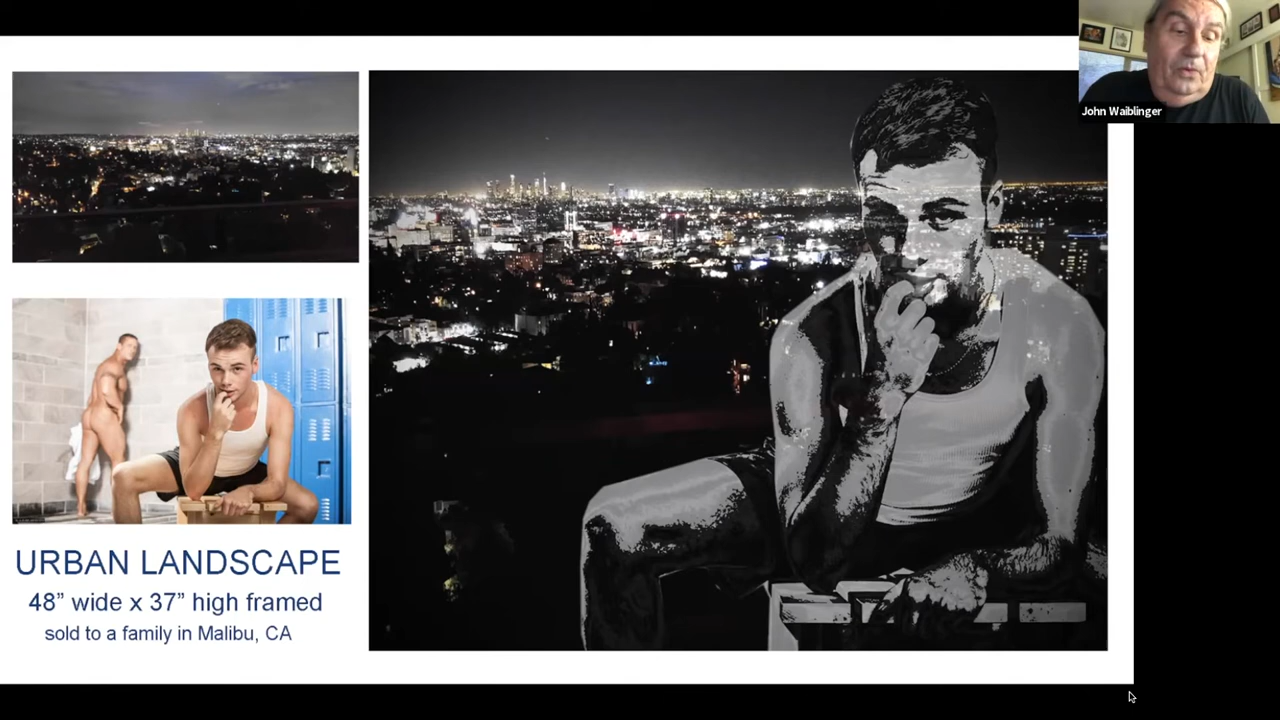 John Waiblinger
URBAN LANDSCAPE
48” wide x 37” high framed
sold to a family in Malibu, CA